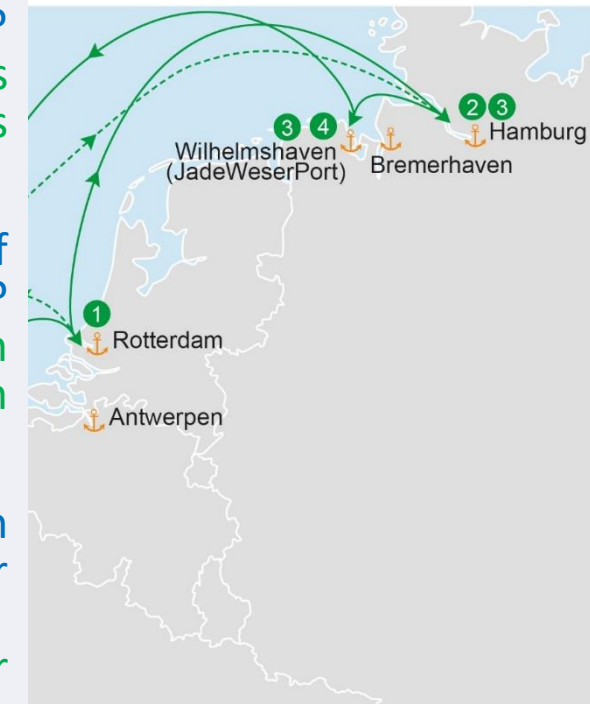 2 3
Hamburg
3 4
Wilhelmshaven
(JadeWeserPort)
Bremerhaven
1
Rotterdam
Antwerpen